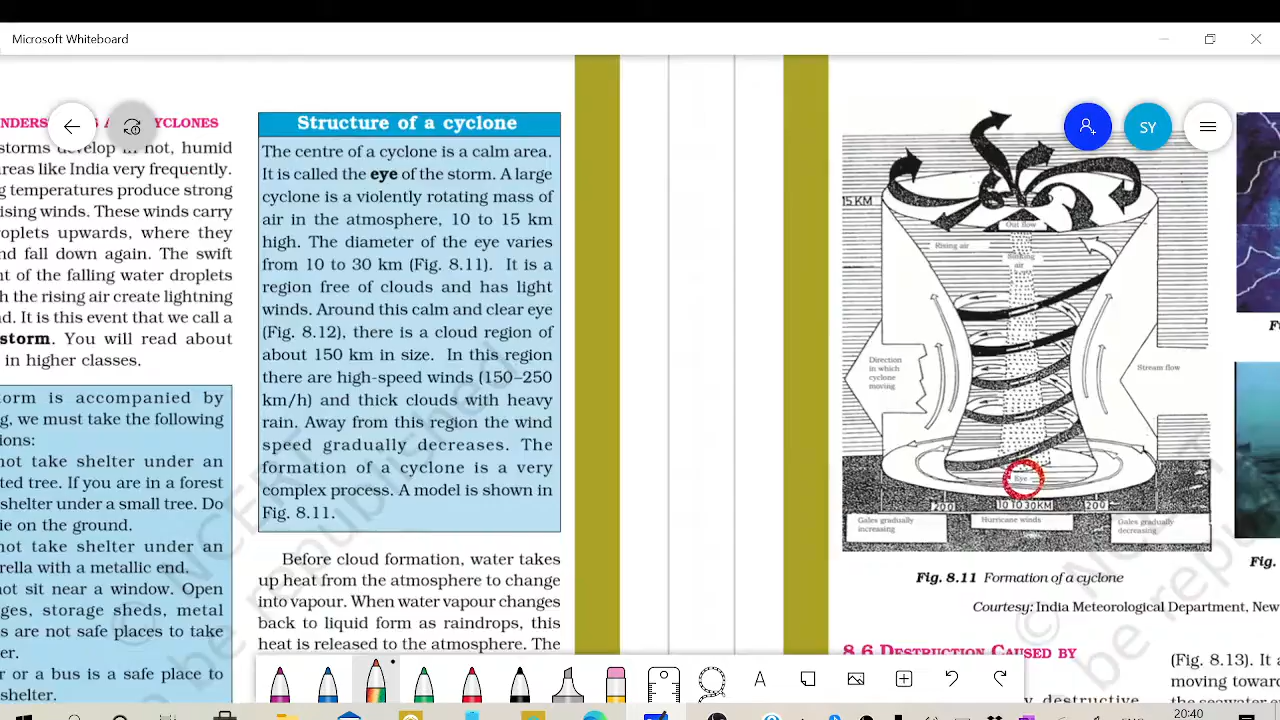 Microsoft Whiteboard
SY
YCLONES
storms develop in hot, humid
reas like India very frequently.
g temperatures produce strong
ising winds. These winds carry
roplets upwards, where they
nd fall down again. The swift
nt of the falling water droplets
h the rising air create lightning
d. It is this event that we call a
storm. You will read about
in higher classes.
orm is accompanied by
g, we must take the following
ions:
not take shelter under an
ted tree. If you are in a forest
shelter under a small tree. Do
ie on the ground.
not take shelter under an
rella with a metallic end.
not sit near a window. Open
ges, storage sheds, metal
s are not safe places to take
er.
r or a bus is a safe place to
shelter.
Structure of a cyclone
The centre of a cyclone is a calm area.
It is called the eye of the storm. A large
cyclone is a violently rotating mass of
air in the atmosphere, 10 to 15 km
high. The diameter of the eye varies
from 10 to 30 km (Fig. 8.11). It is a
region free of clouds and has light
winds. Around this calm and clear eye
(Fig. 8.12), there is a cloud region of
about 150 km in size. In this region
there are high-speed winds (150–250
km/h) and thick clouds with heavy
rain. Away from this region the wind
speed gradually decreases. The
formation of a cyclone is a very
complex process. A model is shown in
Fig. 8.11.
Before cloud formation, water takes
up heat from the atmosphere to change
into vapour. When water vapour changes
back to liquid form as raindrops, this
heat is released to the atmosphere. The
15 KM
Out flow
Rising air
Sinking
air
Direction
in which
cyclone
moving
Stream flow
Eye
200
10 TO 30KM
200
Gales gradually
increasing
Hurricane winds
Gales gradually
decreasing
Fig. 8.11 Formation of a cyclone
Courtesy: India Meteorological Department, New
8.6 DESTRUCTION CAUSED BY
y destructive
Fig.
(Fig. 8.13). It
moving toward
20:40